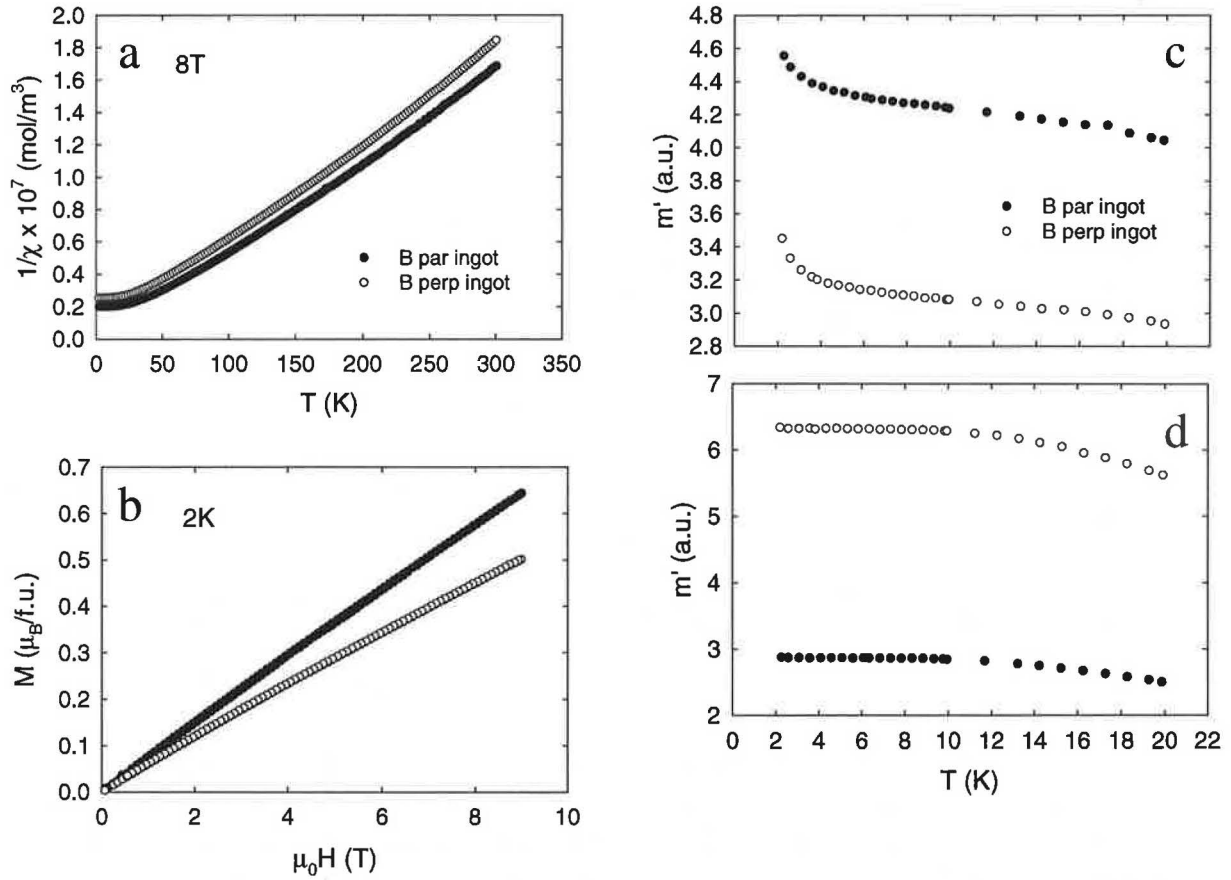 a
8T
2.0
1.8
1.6
1.4
1.2
1.0
0.8
0.6
0.4
0.2
0.0
1/χ x 10⁷ (mol/m³)
B par ingot
B perp ingot
0 50 100 150 200 250 300 350
T (K)
b
2K
0.7
0.6
0.5
0.4
0.3
0.2
0.1
0.0
M (μ_B/f.u.)
0 2 4 6 8 10
μ₀H (T)
c
4.8
4.6
4.4
4.2
4.0
3.8
3.6
3.4
3.2
3.0
2.8
m' (a.u.)
B par ingot
B perp ingot
d
7
6
5
4
3
2
m' (a.u.)
0 2 4 6 8 10 12 14 16 18 20 22
T (K)